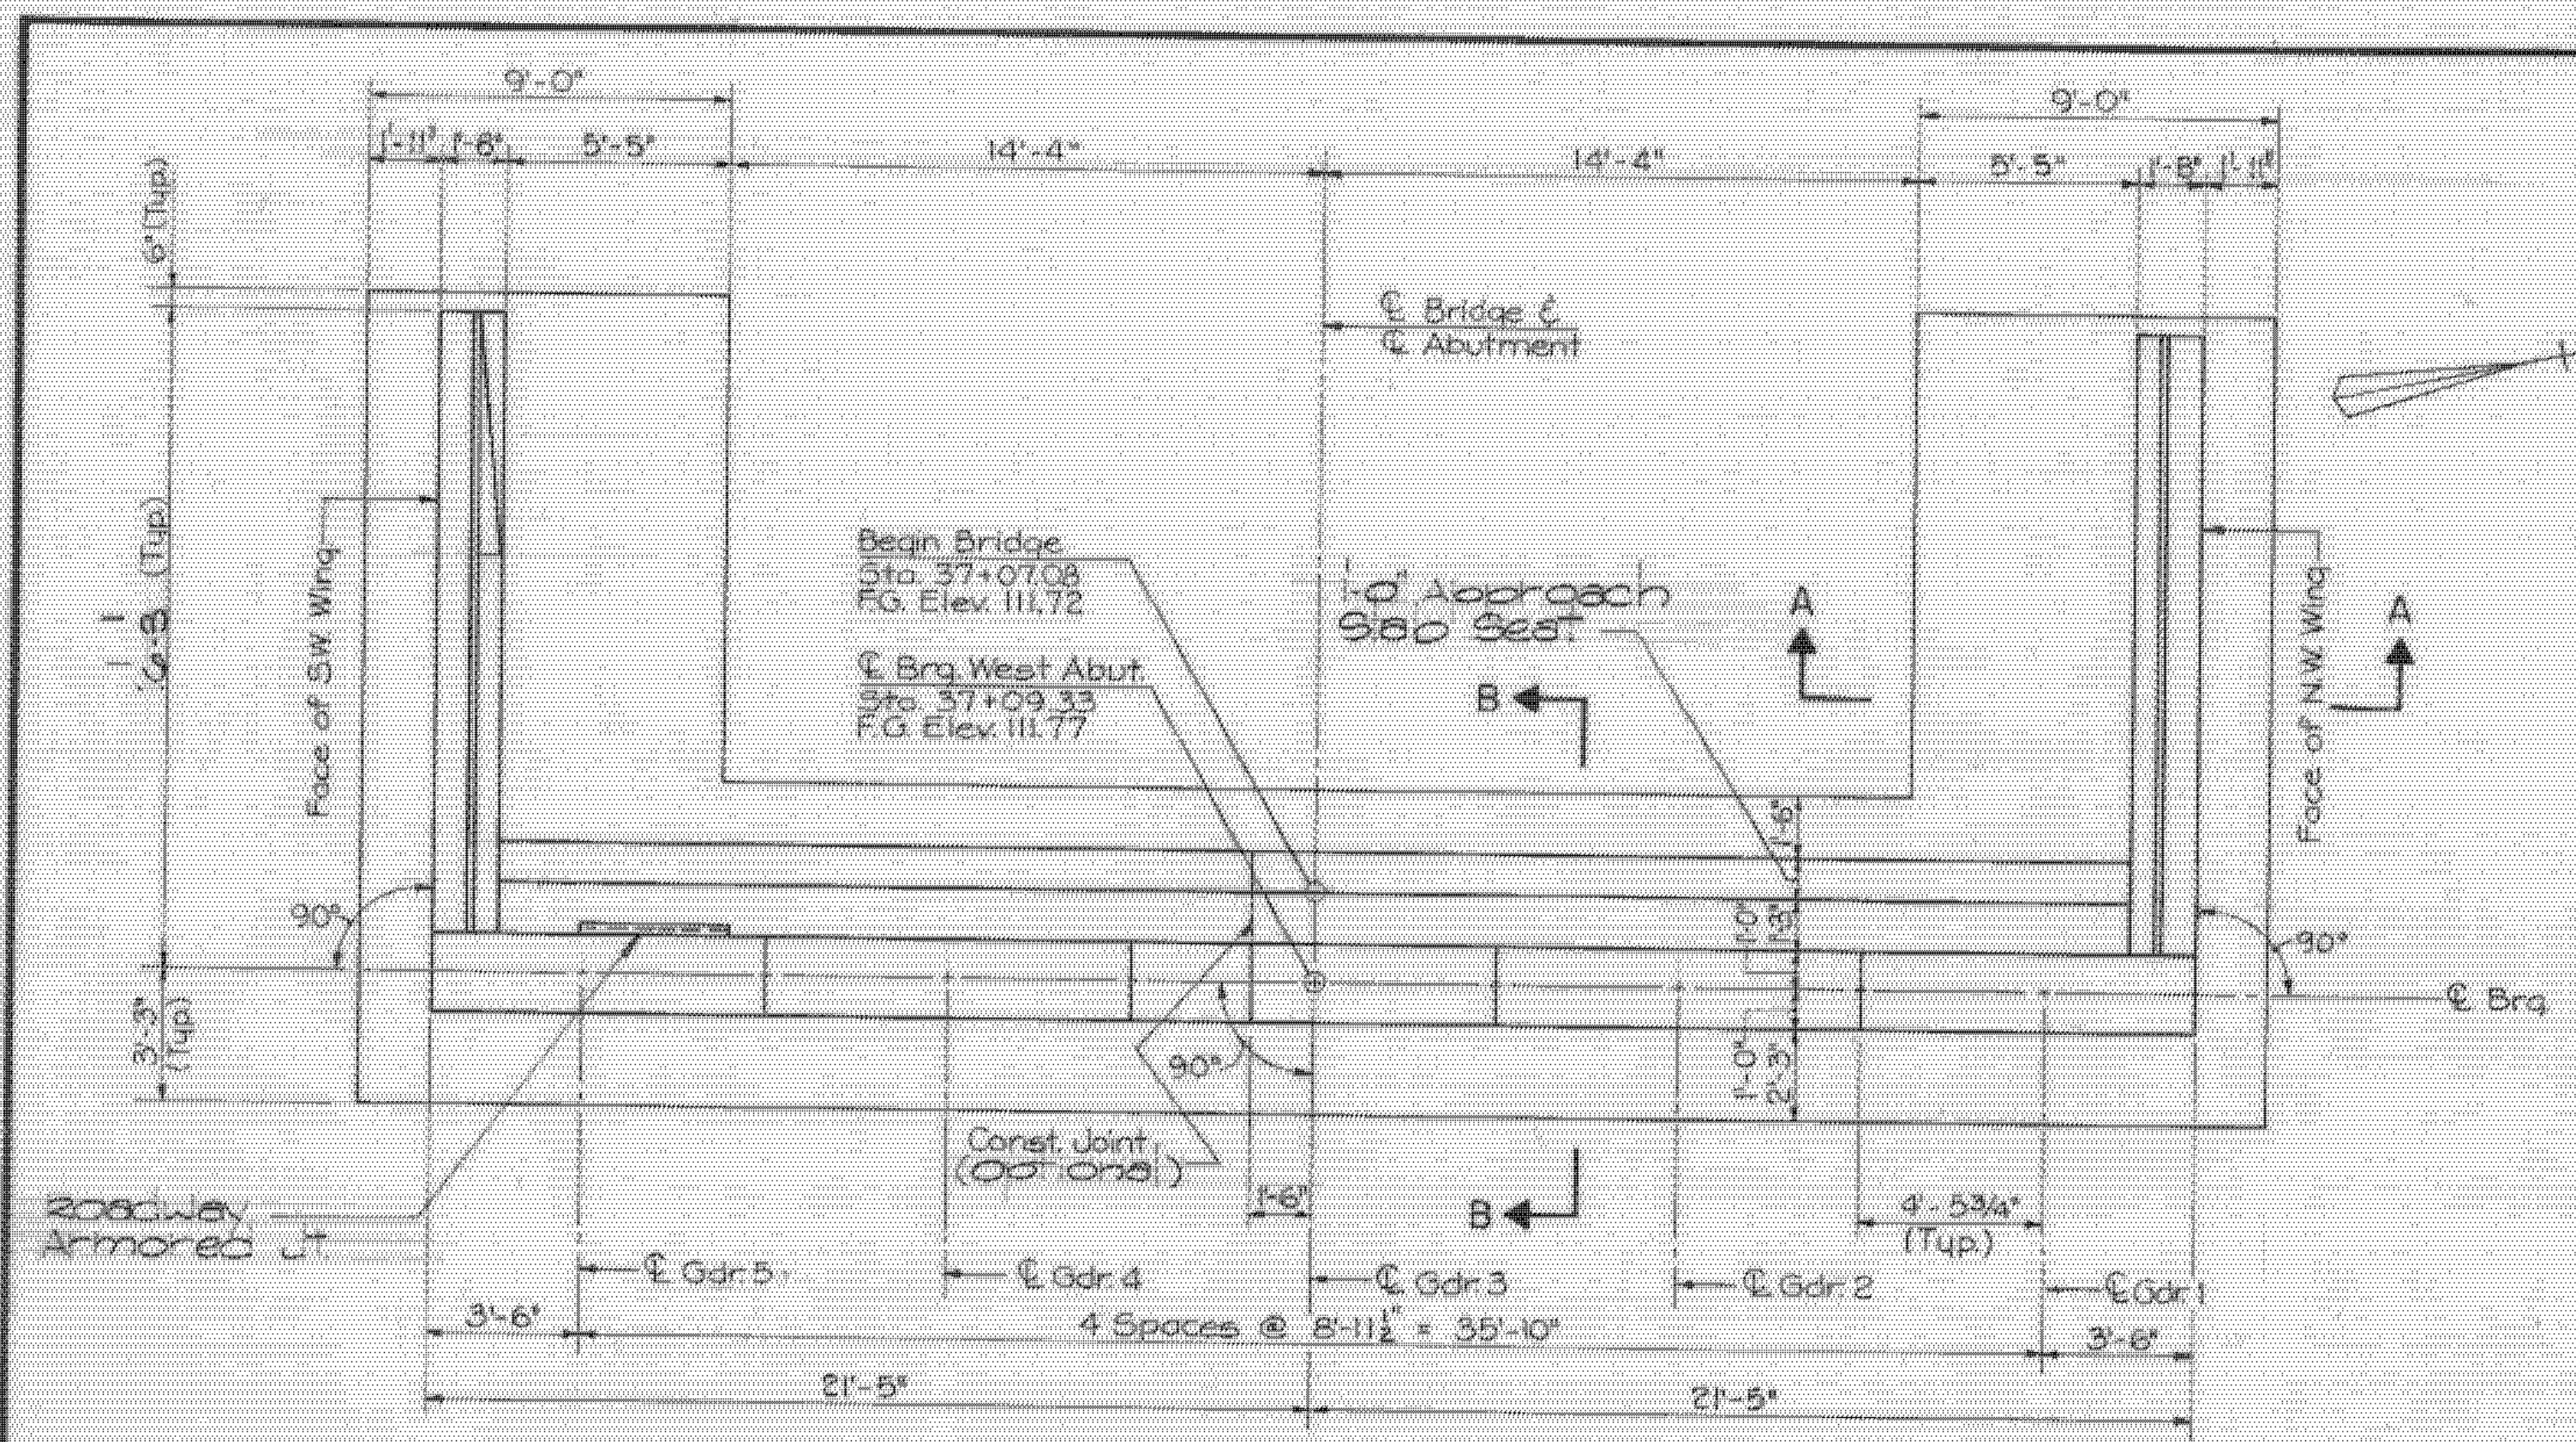 9'-0"
9'-0"
1'-11" 1'-8" 5'-5" 14'-4" 14'-4" 5'-5" 1'-8" 1'-11"
6" (Typ.)
℄ Bridge &
℄ Abutment
(Typ.)
Face of SW Wing
Begin Bridge
Sta. 37+07.08
F.G. Elev. 111.72
℄ Brg. West Abut.
Sta. 37+09.33
F.G. Elev. 111.77
1'-0" Approach
Slab Seat
A
A
B
Face of N.W. Wing
1'-6"
1'-0"
1'-3"
90°
90°
℄ Brg
3'-5"
(Typ.)
90°
1'-0"
2'-3"
Const. Joint
(Optional)
1'-6"
B
4'-5 3/4"
(Typ.)
Roadway
Armored Jt.
℄ Gdr. 5
℄ Gdr. 4
℄ Gdr. 3
℄ Gdr. 2
℄ Gdr. 1
3'-6"
4 Spaces @ 8'-11 1/2" = 35'-10"
3'-6"
21'-5"
21'-5"